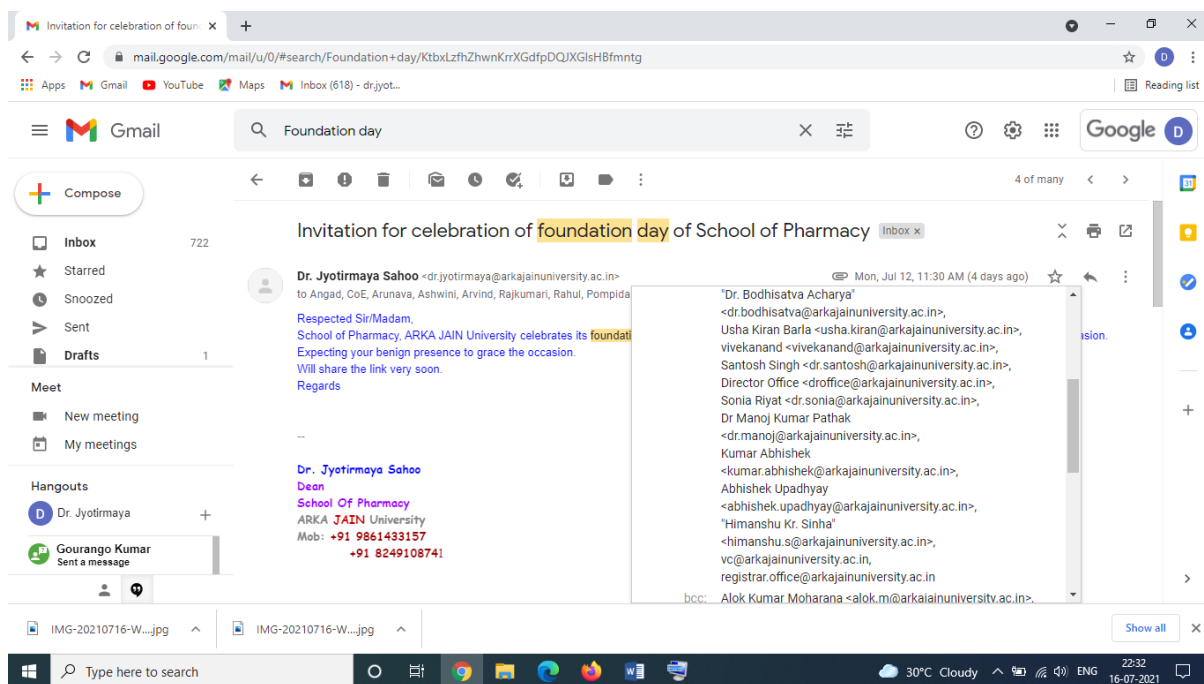 Invitation for celebration of foun
mail.google.com/mail/u/0/#search/Foundation+day/KtbxLzfhZhwnKrrXGdfpDQJXGlsHBfmntg
D
Apps Gmail YouTube Maps Inbox (618) - dr.jyot... Reading list
Gmail
Foundation day
Google D
Compose
4 of many
31
Invitation for celebration of foundation day of School of Pharmacy Inbox x
Inbox 722
Starred
Snoozed
Sent
Drafts 1
Dr. Jyotirmaya Sahoo <dr.jyotirmaya@arkajainuniversity.ac.in> Mon, Jul 12, 11:30 AM (4 days ago)
to Angad, CoE, Arunava, Ashwini, Arvind, Rajkumari, Rahul, Pompida
Respected Sir/Madam,
School of Pharmacy, ARKA JAIN University celebrates its foundati
asion.
Expecting your benign presence to grace the occasion.
Will share the link very soon.
Regards
--
Dr. Jyotirmaya Sahoo
Dean
School Of Pharmacy
ARKA JAIN University
Mob: +91 9861433157
+91 8249108741
"Dr. Bodhisatva Acharya"
<dr.bodhisatva@arkajainuniversity.ac.in>,
Usha Kiran Barla <usha.kiran@arkajainuniversity.ac.in>,
vivekanand <vivekanand@arkajainuniversity.ac.in>,
Santosh Singh <dr.santosh@arkajainuniversity.ac.in>,
Director Office <droffice@arkajainuniversity.ac.in>,
Sonia Riyat <dr.sonia@arkajainuniversity.ac.in>,
Dr Manoj Kumar Pathak
<dr.manoj@arkajainuniversity.ac.in>,
Kumar Abhishek
<kumar.abhishek@arkajainuniversity.ac.in>,
Abhishek Upadhyay
<abhishek.upadhyay@arkajainuniversity.ac.in>,
"Himanshu Kr. Sinha"
<himanshu.s@arkajainuniversity.ac.in>,
vc@arkajainuniversity.ac.in,
registrar.office@arkajainuniversity.ac.in
bcc: Alok Kumar Moharana <alok.m@arkajainuniversity.ac.in>,
Meet
New meeting
My meetings
Hangouts
D Dr. Jyotirmaya
Gourango Kumar
Sent a message
IMG-20210716-W....jpg IMG-20210716-W....jpg Show all
Type here to search
30°C Cloudy ENG 22:32
16-07-2021